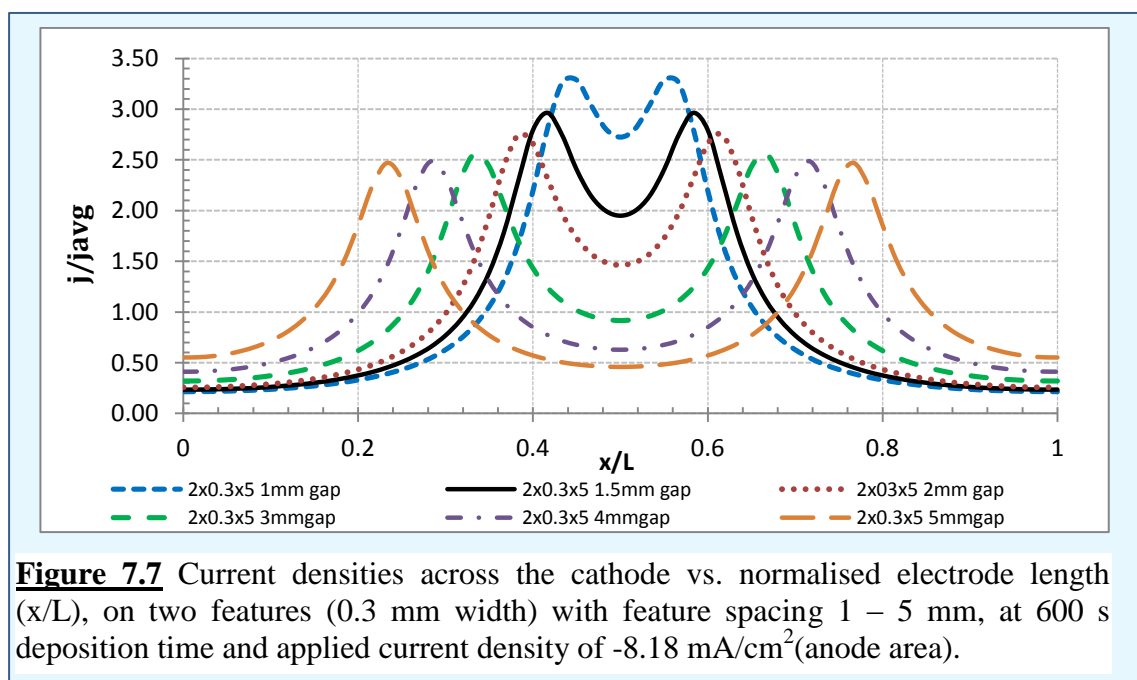 3.50
3.00
2.50
2.00
1.50
1.00
0.50
0.00
j/javg
0 0.2 0.4 0.6 0.8 1
x/L
2x0.3x5 1mm gap 2x0.3x5 1.5mm gap 2x03x5 2mm gap
2x0.3x5 3mmgap 2x0.3x5 4mmgap 2x0.3x5 5mmgap
Figure 7.7 Current densities across the cathode vs. normalised electrode length
(x/L), on two features (0.3 mm width) with feature spacing 1 – 5 mm, at 600 s
deposition time and applied current density of -8.18 mA/cm²(anode area).